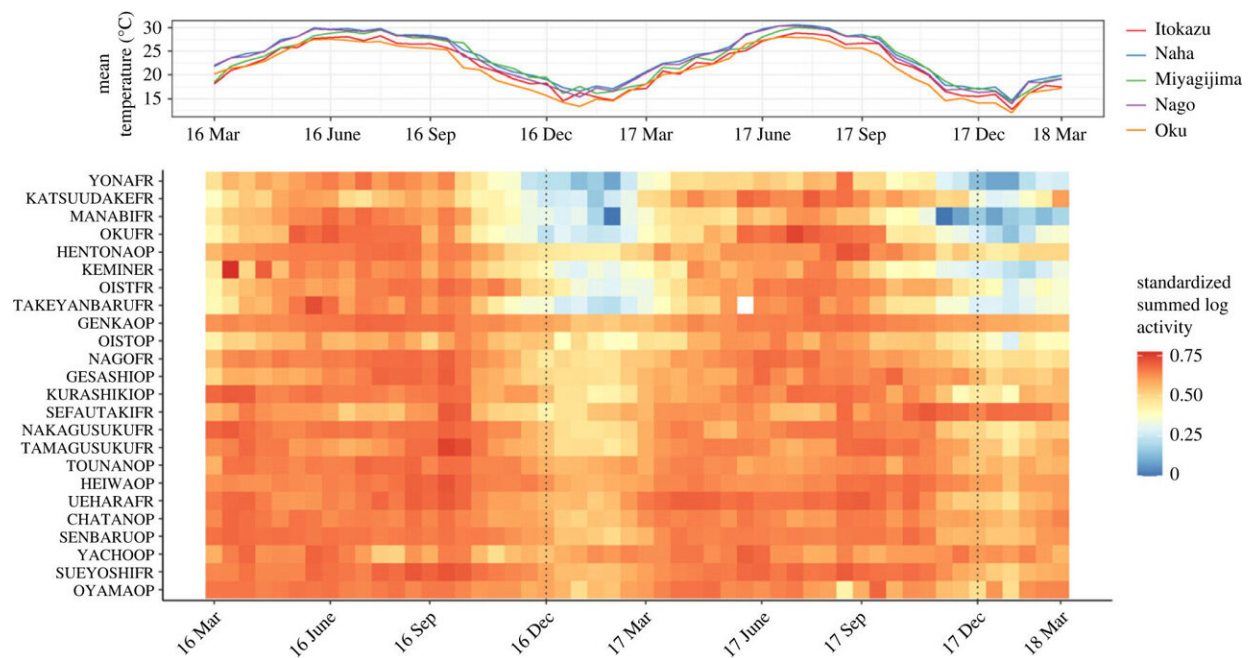 mean
temperature (°C)
30
25
20
15
16 Mar
16 June
16 Sep
16 Dec
17 Mar
17 June
17 Sep
17 Dec
18 Mar
Itokazu
Naha
Miyagijima
Nago
Oku
YONAFR
KATSUUDAKEFR
MANABIFR
OKUFR
HENTONAOP
KEMINER
OISTFR
TAKEYANBARUFR
GENKAOP
OISTOP
NAGOFR
GESASHIOP
KURASHIKIOP
SEFAUTAKIFR
NAKAGUSUKUFR
TAMAGUSUKUFR
TOUNANOP
HEIWAOP
UEHARAFR
CHATANOP
SENBARUOP
YACHOOP
SUEYOSHIFR
OYAMAOP
16 Mar
16 June
16 Sep
16 Dec
17 Mar
17 June
17 Sep
17 Dec
18 Mar
standardized
summed log
activity
0.75
0.50
0.25
0